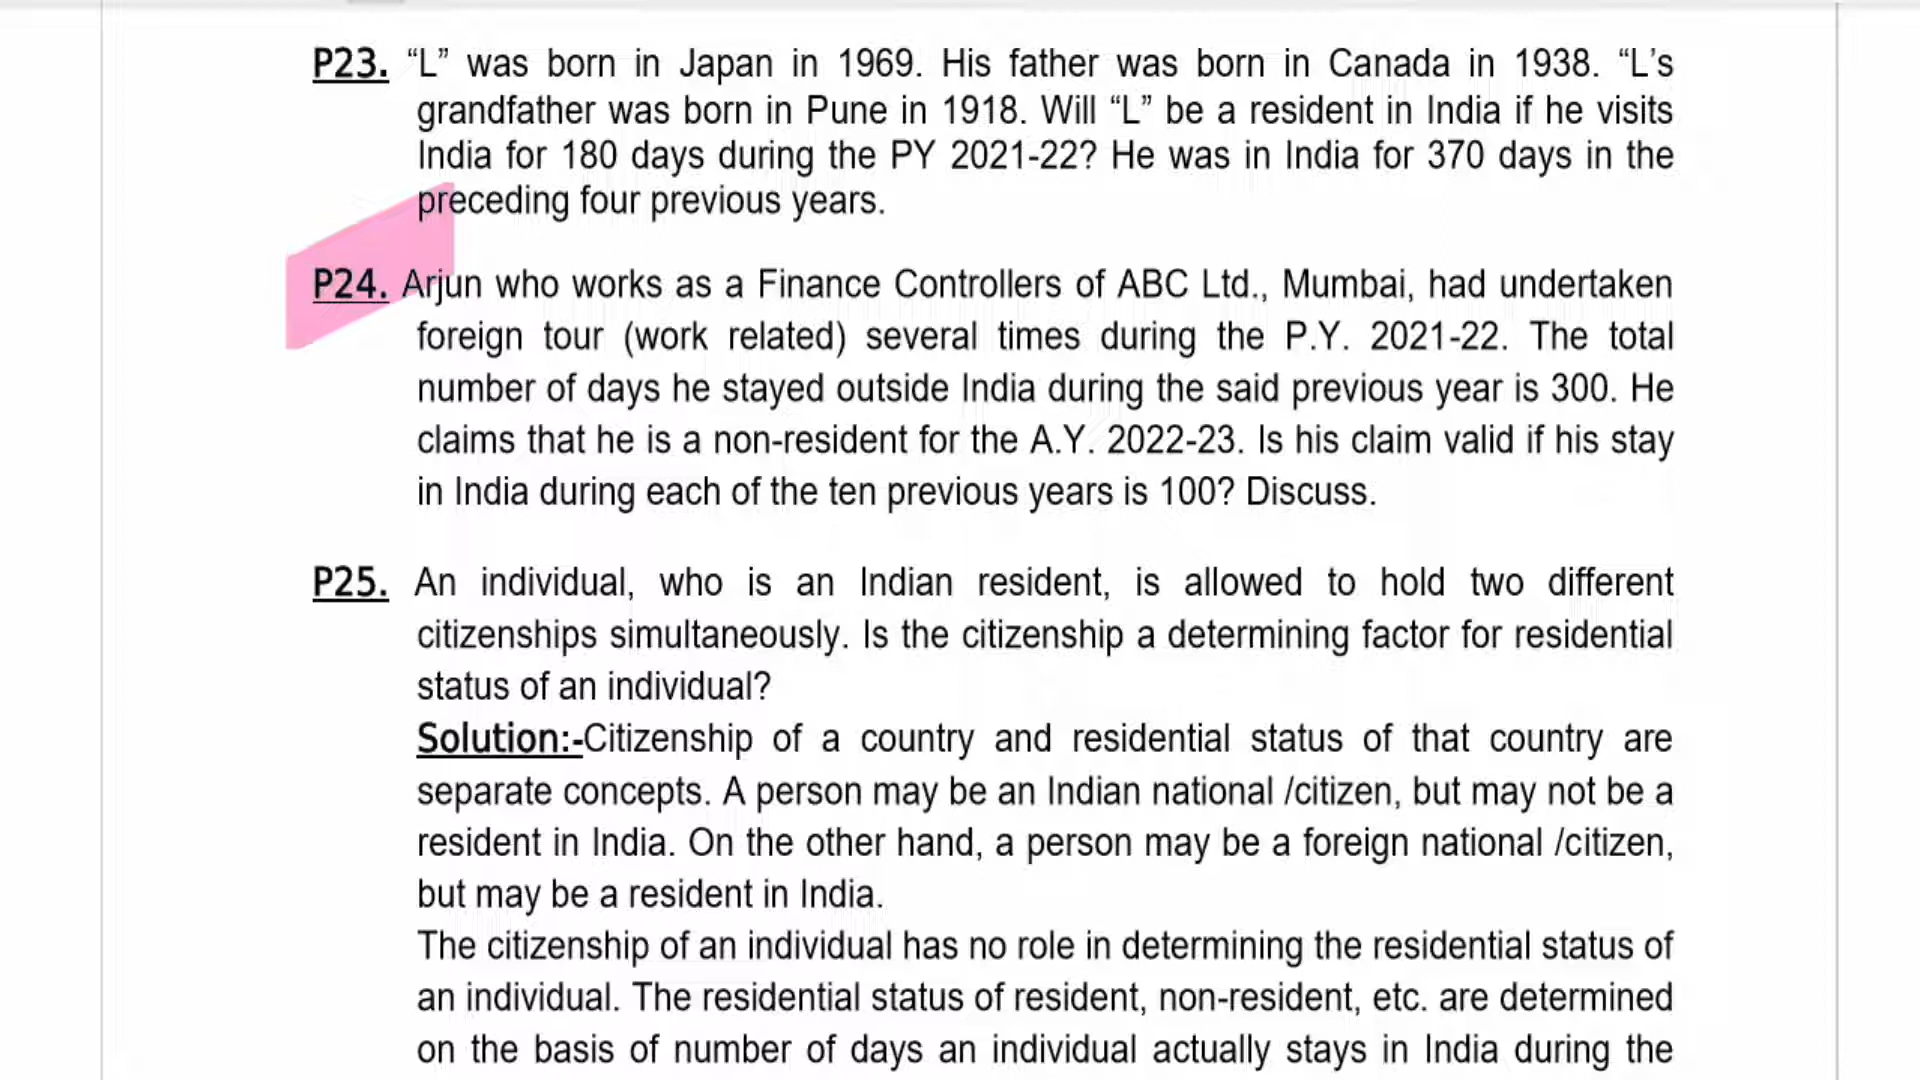 P23. “L” was born in Japan in 1969. His father was born in Canada in 1938. “L’s
grandfather was born in Pune in 1918. Will “L” be a resident in India if he visits
India for 180 days during the PY 2021-22? He was in India for 370 days in the
preceding four previous years.
P24. Arjun who works as a Finance Controllers of ABC Ltd., Mumbai, had undertaken
foreign tour (work related) several times during the P.Y. 2021-22. The total
number of days he stayed outside India during the said previous year is 300. He
claims that he is a non-resident for the A.Y. 2022-23. Is his claim valid if his stay
in India during each of the ten previous years is 100? Discuss.
P25. An individual, who is an Indian resident, is allowed to hold two different
citizenships simultaneously. Is the citizenship a determining factor for residential
status of an individual?
Solution:-Citizenship of a country and residential status of that country are
separate concepts. A person may be an Indian national /citizen, but may not be a
resident in India. On the other hand, a person may be a foreign national /citizen,
but may be a resident in India.
The citizenship of an individual has no role in determining the residential status of
an individual. The residential status of resident, non-resident, etc. are determined
on the basis of number of days an individual actually stays in India during the